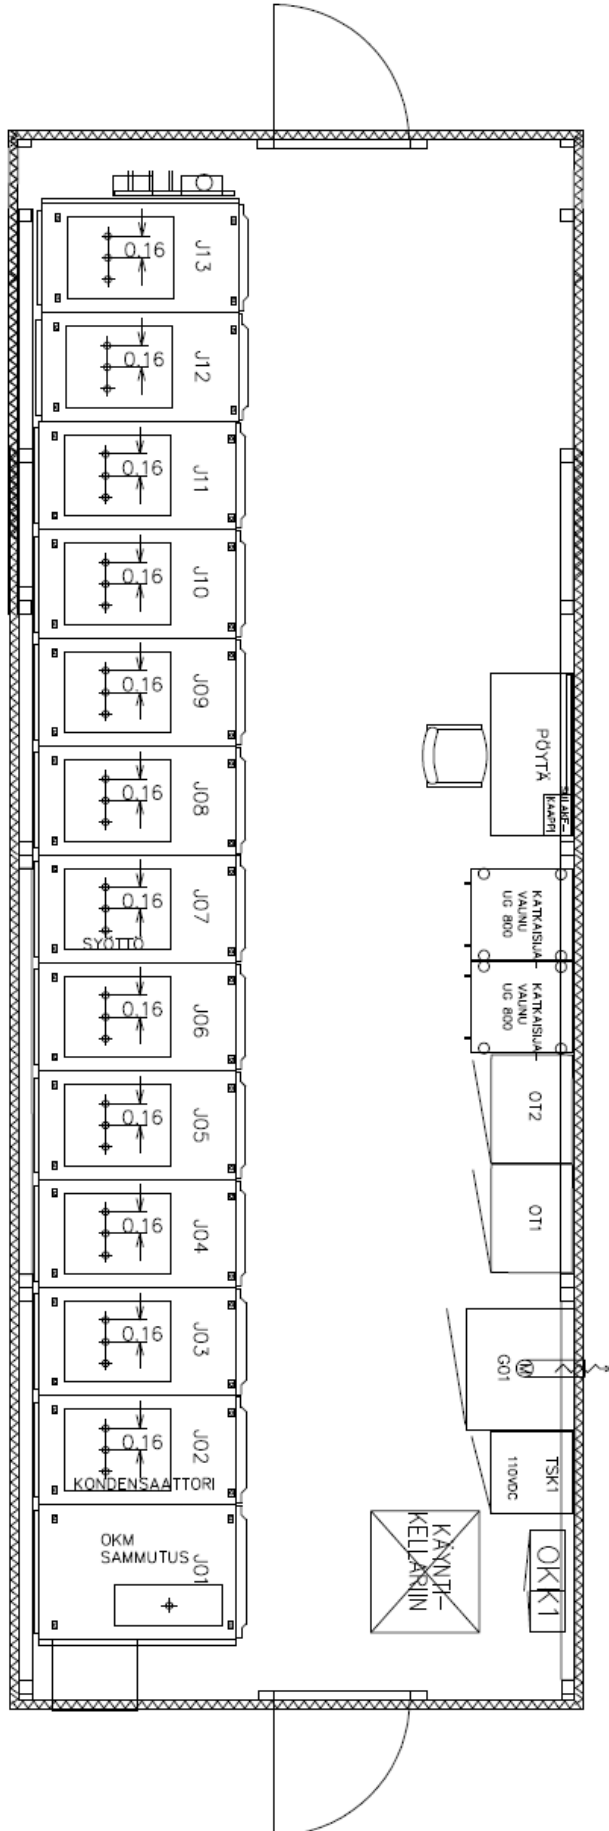 J13
0.16
J12
0.16
J11
0.16
J10
0.16
J09
0.16
J08
0.16
J07
0.16
SYÖTTÖ
J06
0.16
J05
0.16
J04
0.16
J03
0.16
J02
0.16
KONDENSAATTORI
OKM
SAMMUTUS
J01
PÖYTÄ
SULAKE-
KAAPPI
KATKAISIJA-
VAUNU
UG 800
KATKAISIJA-
VAUNU
UG 800
OT2
OT1
G01
M
TSK1
110VDC
KÄYNTI-
KELLARIIN
OKK1